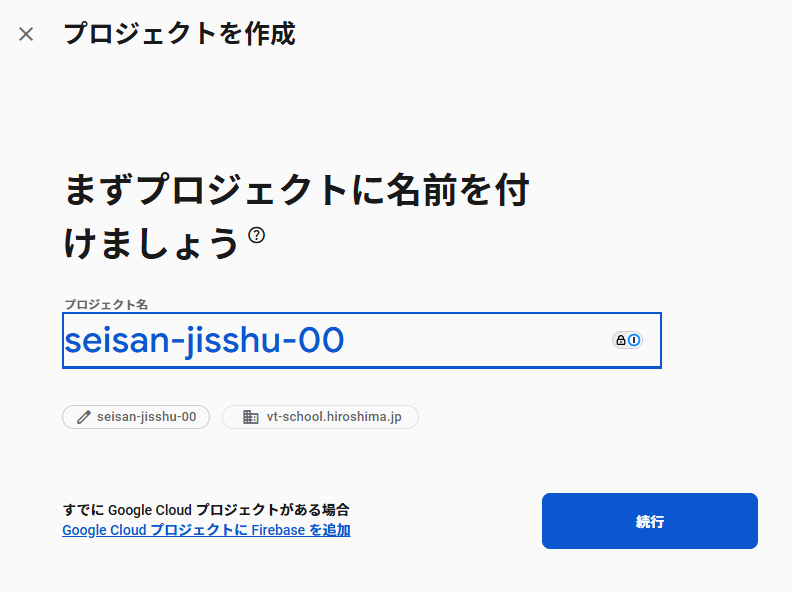 プロジェクトを作成
まずプロジェクトに名前を付
けましょう
プロジェクト名
seisan-jisshu-00
seisan-jisshu-00
vt-school.hiroshima.jp
すでに Google Cloud プロジェクトがある場合
Google Cloud プロジェクトに Firebase を追加
続行